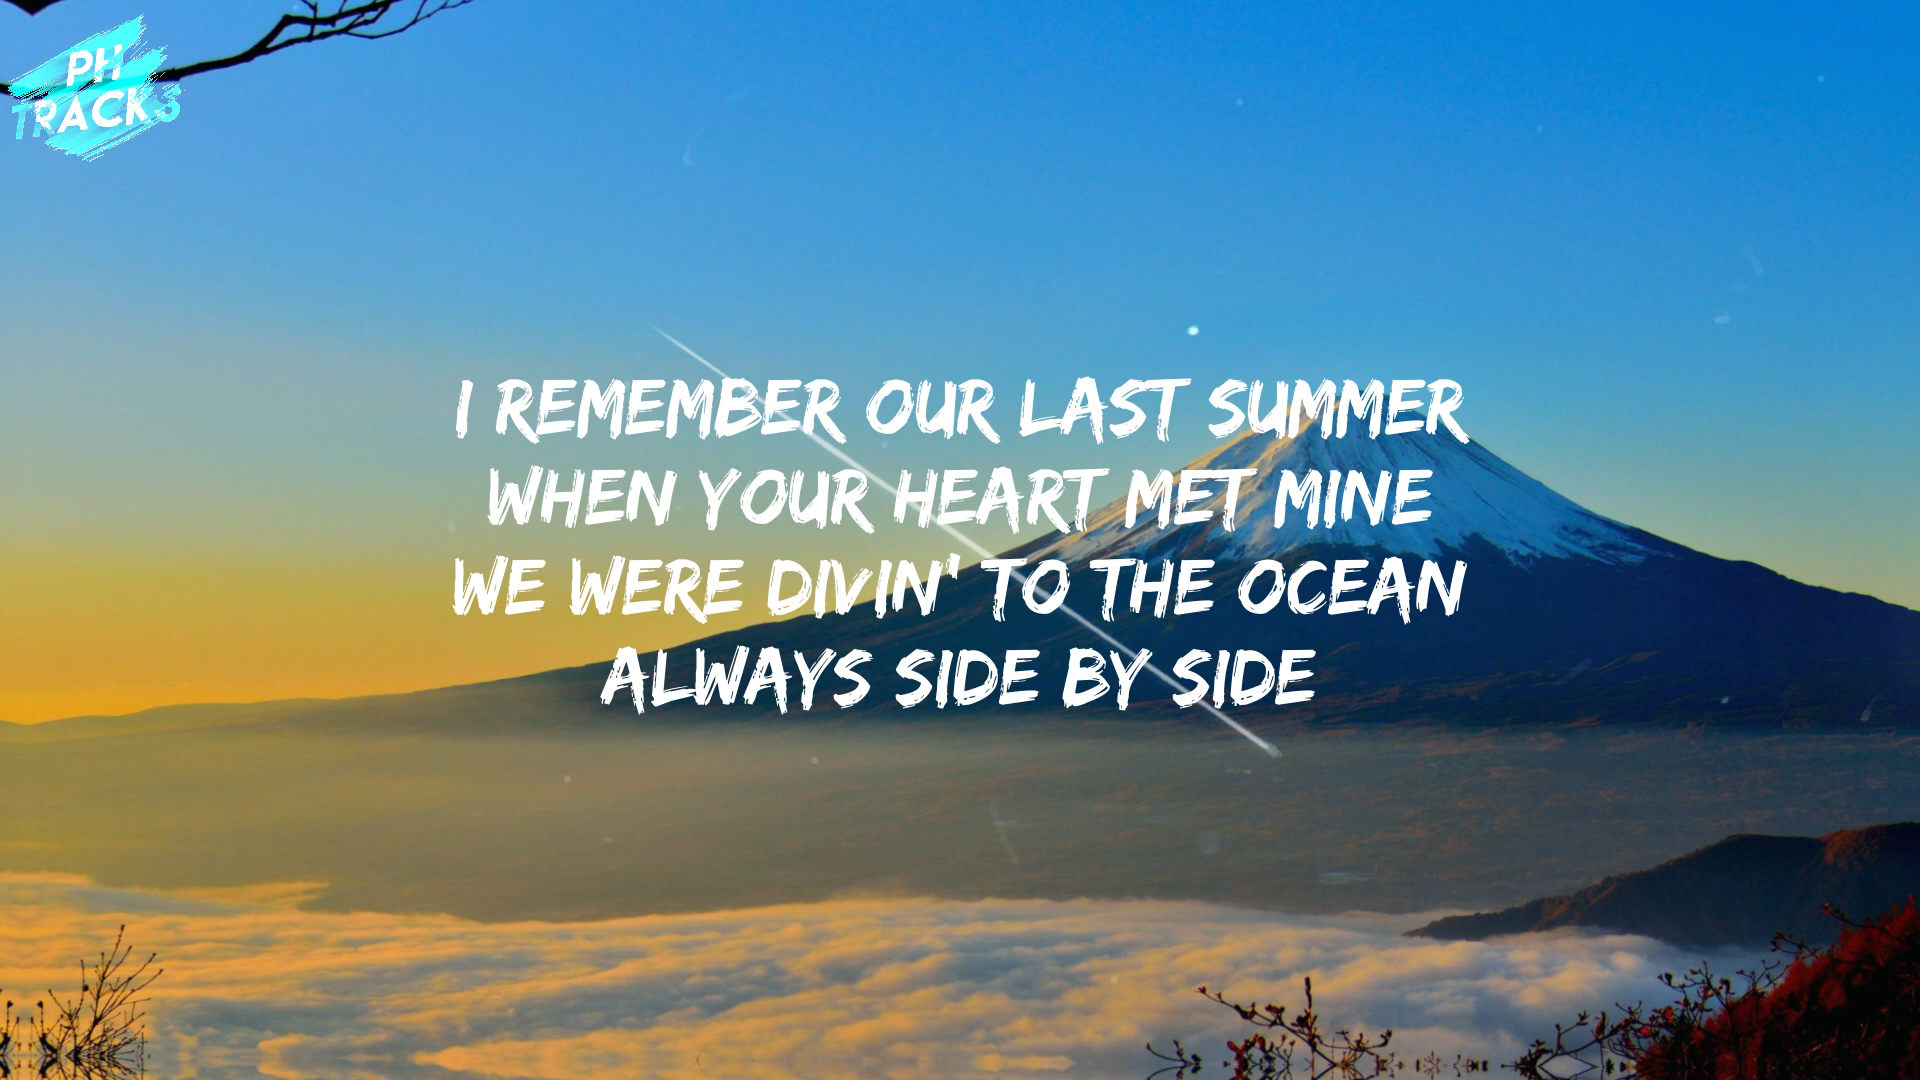 PH
TRACKS
I REMEMBER OUR LAST SUMMER
WHEN YOUR HEART MET MINE
WE WERE DIVIN' TO THE OCEAN
ALWAYS SIDE BY SIDE